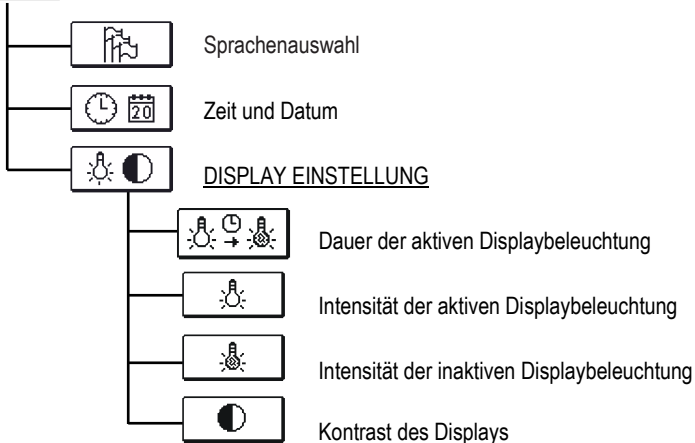 Sprachenauswahl
20
Zeit und Datum
DISPLAY EINSTELLUNG
Dauer der aktiven Displaybeleuchtung
Intensität der aktiven Displaybeleuchtung
Intensität der inaktiven Displaybeleuchtung
Kontrast des Displays